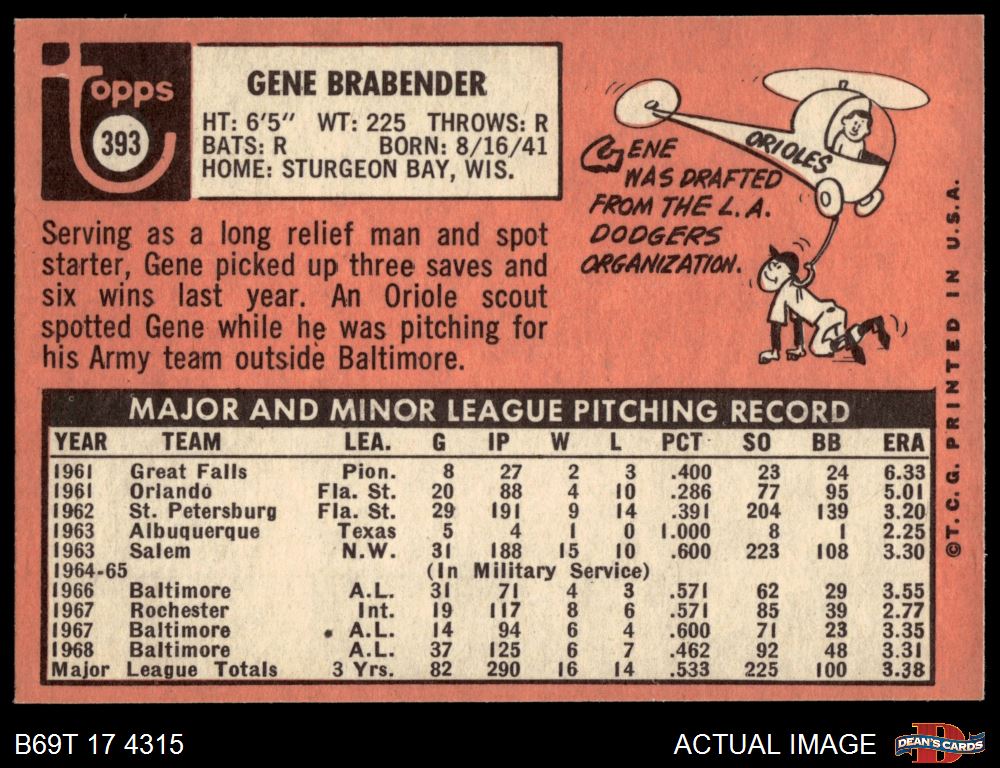 Topps
393
GENE BRABENDER
HT: 6'5" WT: 225 THROWS: R
BATS: R BORN: 8/16/41
HOME: STURGEON BAY, WIS.
Serving as a long relief man and spot
starter, Gene picked up three saves and
six wins last year. An Oriole scout
spotted Gene while he was pitching for
his Army team outside Baltimore.
ORIOLES
GENE
WAS DRAFTED
FROM THE L.A.
DODGERS
ORGANIZATION.
©T.C.G. PRINTED IN U.S.A.
MAJOR AND MINOR LEAGUE PITCHING RECORD
YEAR TEAM LEA. G IP W L PCT SO BB ERA
1961 Great Falls Pion. 8 27 2 3 .400 23 24 6.33
1961 Orlando Fla. St. 20 88 4 10 .286 77 95 5.01
1962 St. Petersburg Fla. St. 29 191 9 14 .391 204 139 3.20
1963 Albuquerque Texas 5 4 1 0 1.000 8 1 2.25
1963 Salem N.W. 31 188 15 10 .600 223 108 3.30
1964-65 (In Military Service)
1966 Baltimore A.L. 31 71 4 3 .571 62 29 3.55
1967 Rochester Int. 19 117 8 6 .571 85 39 2.77
1967 Baltimore A.L. 14 94 6 4 .600 71 23 3.35
1968 Baltimore A.L. 37 125 6 7 .462 92 48 3.31
Major League Totals 3 Yrs. 82 290 16 14 .533 225 100 3.38
B69T 17 4315
ACTUAL IMAGE
D
DEAN'S CARDS